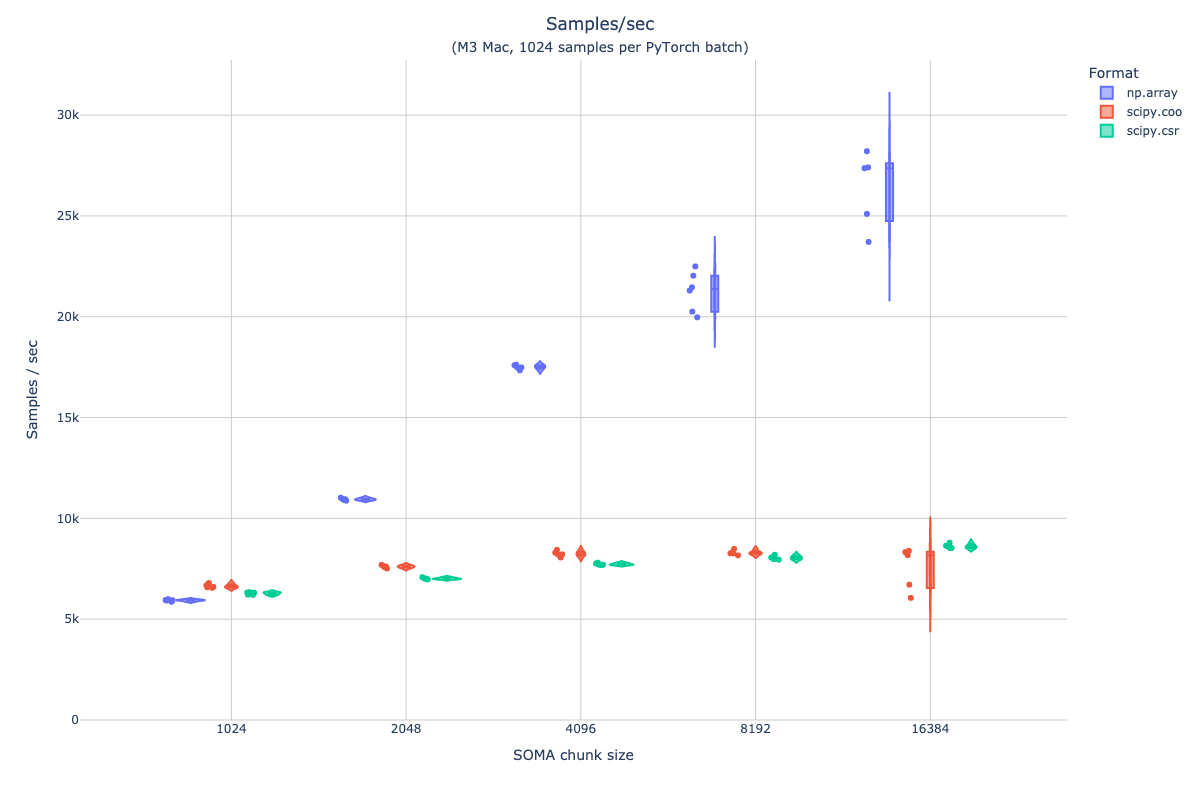 Samples/sec
(M3 Mac, 1024 samples per PyTorch batch)
Format
np.array
scipy.coo
scipy.csr
30k
25k
20k
15k
10k
5k
0
Samples / sec
1024
2048
4096
8192
16384
SOMA chunk size